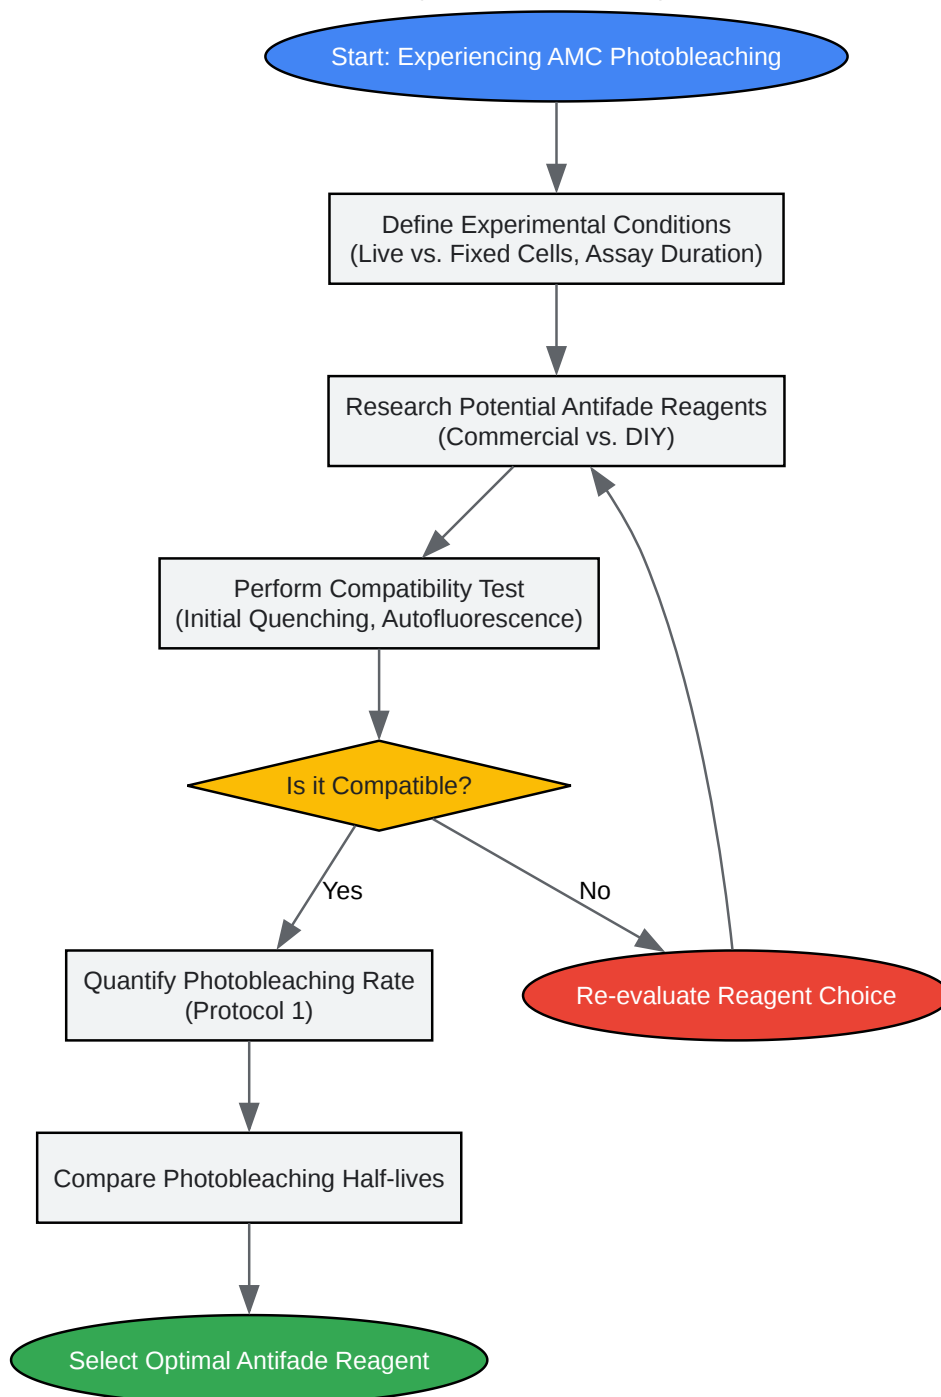 Start: Experiencing AMC Photobleaching
Define Experimental Conditions
(Live vs. Fixed Cells, Assay Duration)
Research Potential Antifade Reagents
(Commercial vs. DIY)
Perform Compatibility Test
(Initial Quenching, Autofluorescence)
Is it Compatible?
Yes
No
Quantify Photobleaching Rate
(Protocol 1)
Re-evaluate Reagent Choice
Compare Photobleaching Half-lives
Select Optimal Antifade Reagent